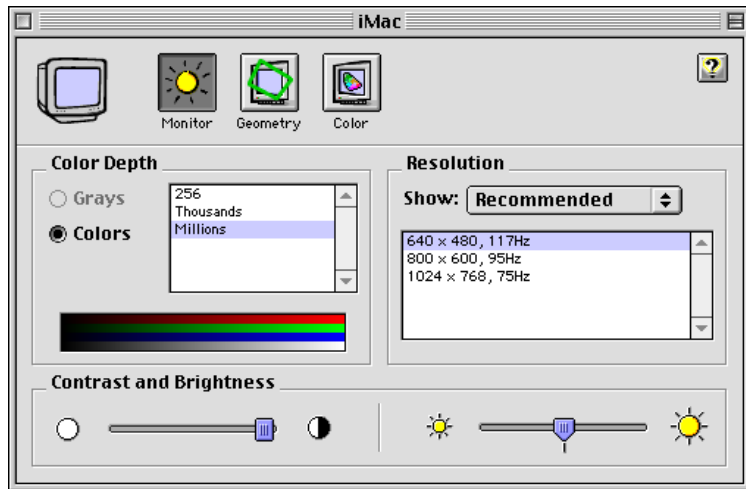 iMac
?
Monitor Geometry Color
Color Depth
Grays
Colors
256
Thousands
Millions
Resolution
Show: Recommended
640 × 480, 117Hz
800 × 600, 95Hz
1024 × 768, 75Hz
Contrast and Brightness